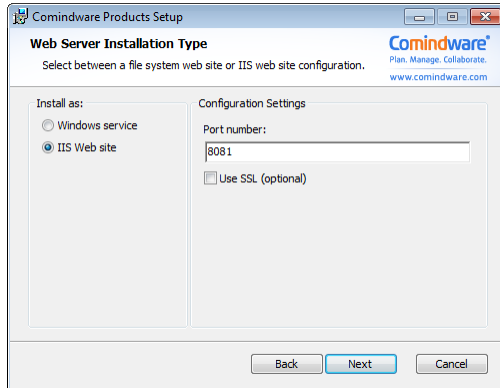 Comindware Products Setup
Web Server Installation Type
Select between a file system web site or IIS web site configuration.
Comindware®
Plan. Manage. Collaborate.
www.comindware.com
Install as:
Windows service
IIS Web site
Configuration Settings
Port number:
8081
Use SSL (optional)
Back
Next
Cancel